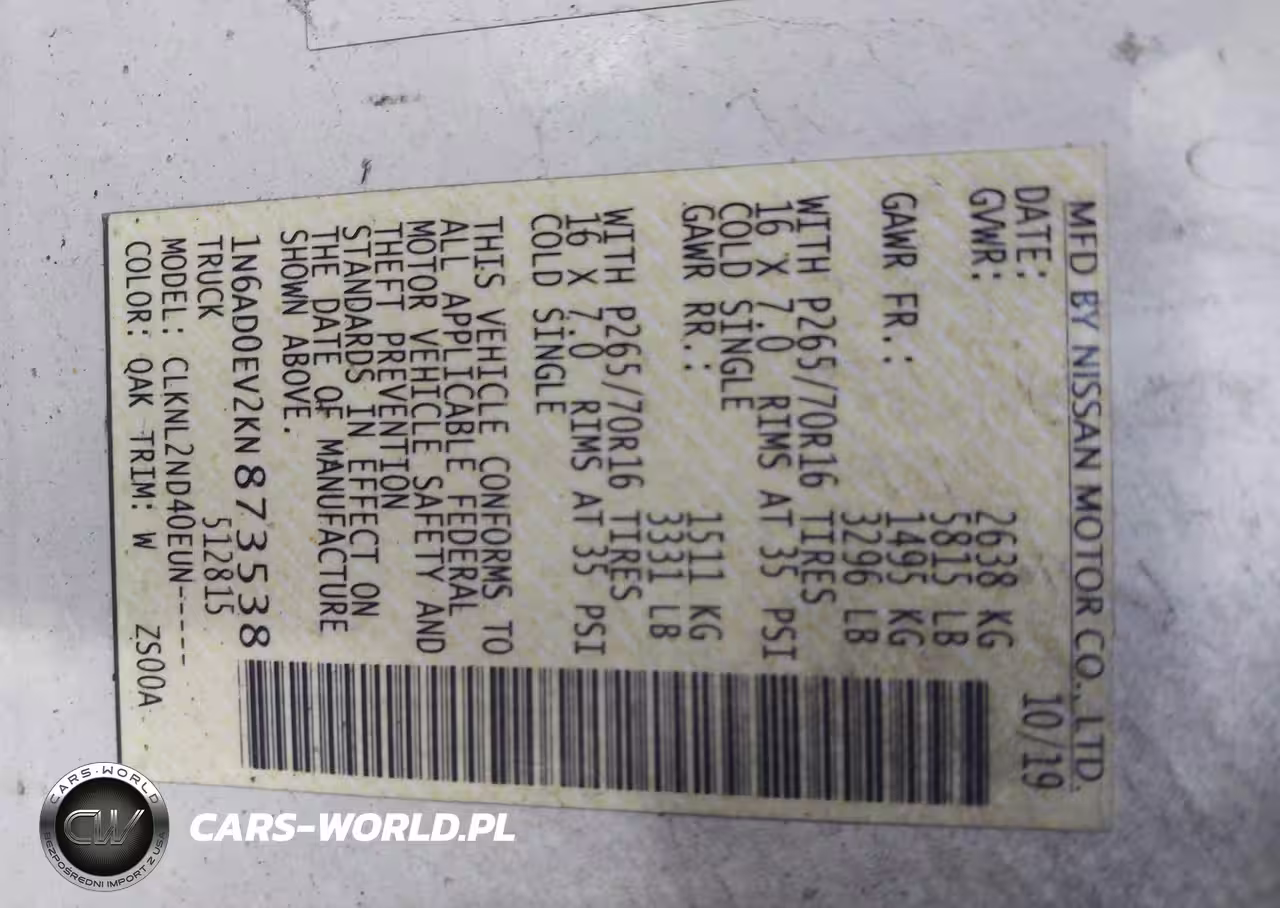 MFD BY NISSAN MOTOR CO., LTD.
DATE: 10/19
GVWR: 2638 KG
5815 LB
GAWR FR.: 1495 KG
3296 LB
WITH P265/70R16 TIRES
16 X 7.0 RIMS AT 35 PSI
COLD SINGLE
GAWR RR.: 1511 KG
3331 LB
WITH P265/70R16 TIRES
16 X 7.0 RIMS AT 35 PSI
COLD SINGLE
THIS VEHICLE CONFORMS TO
ALL APPLICABLE FEDERAL
MOTOR VEHICLE SAFETY AND
THEFT PREVENTION
STANDARDS IN EFFECT ON
THE DATE OF MANUFACTURE
SHOWN ABOVE.
1N6AD0EV2KN873538
TRUCK 512815
MODEL: CLKNL2ND40EUN-----
COLOR: QAK TRIM: W ZS00A
CARS-WORLD
CW
BEZPOŚREDNI IMPORT Z USA
CARS-WORLD.PL